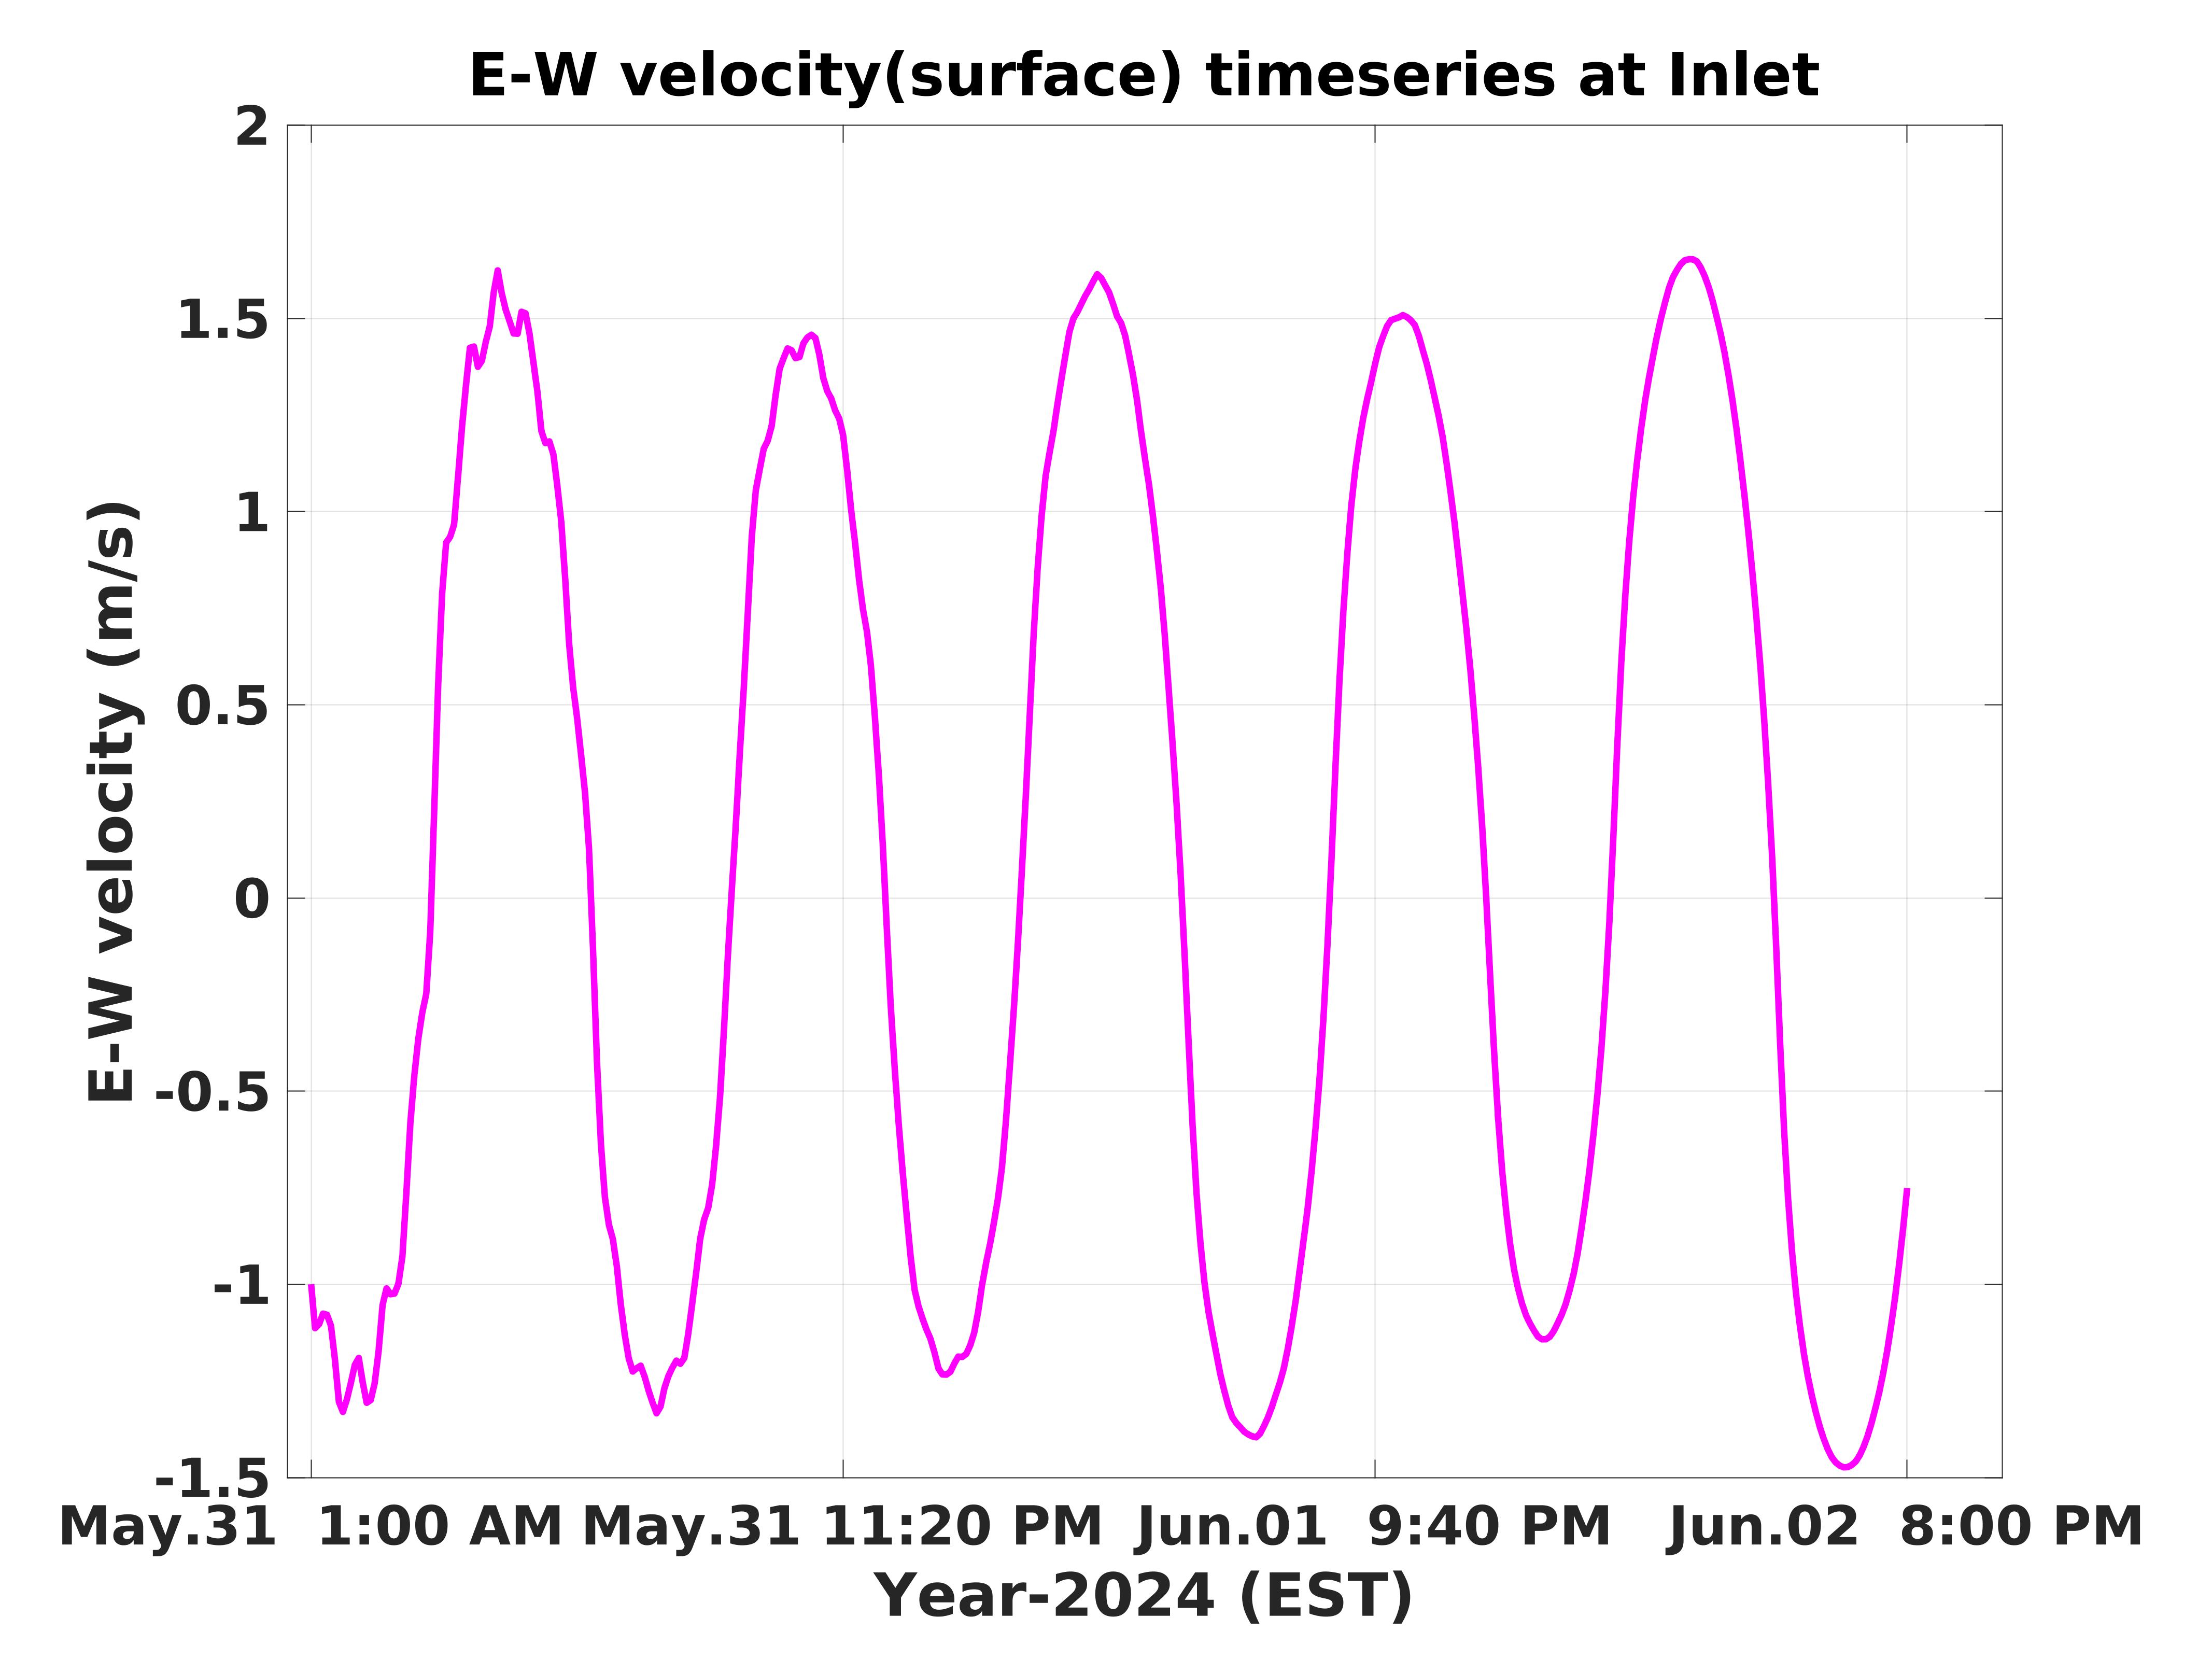 E-W velocity(surface) timeseries at Inlet
E-W velocity (m/s)
2
1.5
1
0.5
0
-0.5
-1
-1.5
May.31 1:00 AM May.31 11:20 PM Jun.01 9:40 PM Jun.02 8:00 PM
Year-2024 (EST)